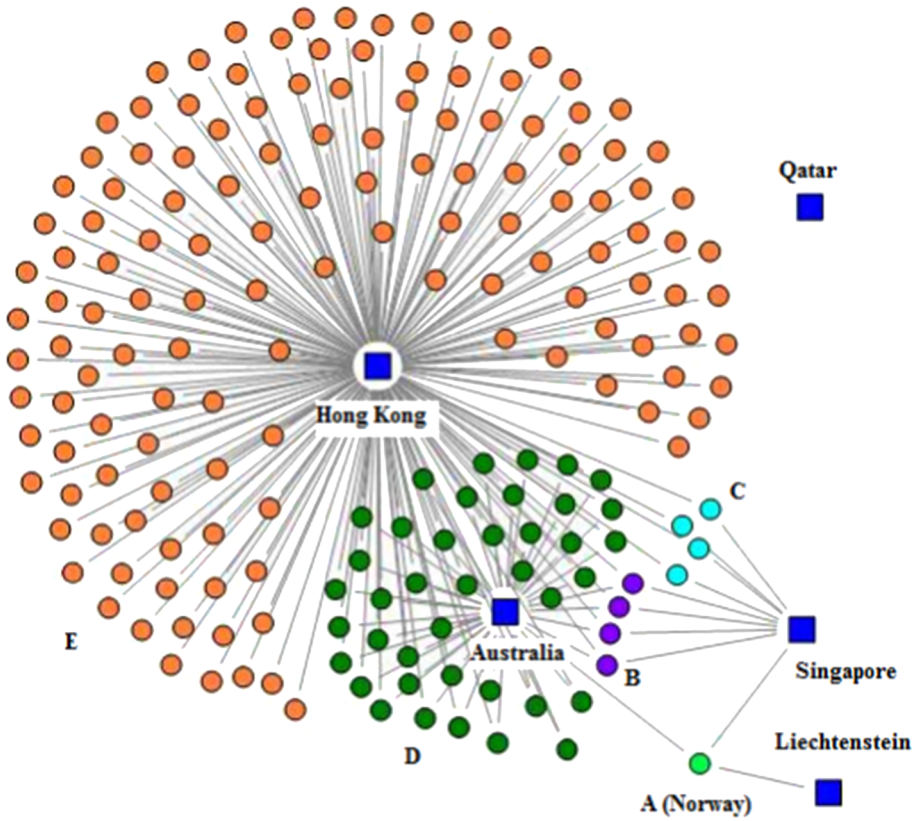 Qatar
Hong Kong
C
E
Australia
B
Singapore
D
Liechtenstein
A (Norway)